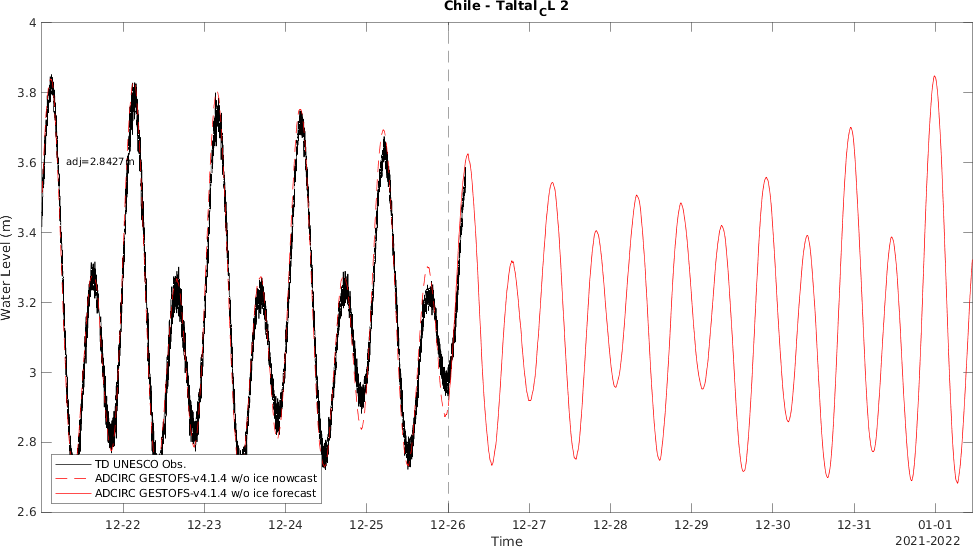 Chile - Taltal_CL 2
4
3.8
3.6
3.4
3.2
3
2.8
2.6
Water Level (m)
adj=2.8427m
TD UNESCO Obs.
ADCIRC GESTOFS-v4.1.4 w/o ice nowcast
ADCIRC GESTOFS-v4.1.4 w/o ice forecast
12-22 12-23 12-24 12-25 12-26 12-27 12-28 12-29 12-30 12-31 01-01
Time
2021-2022